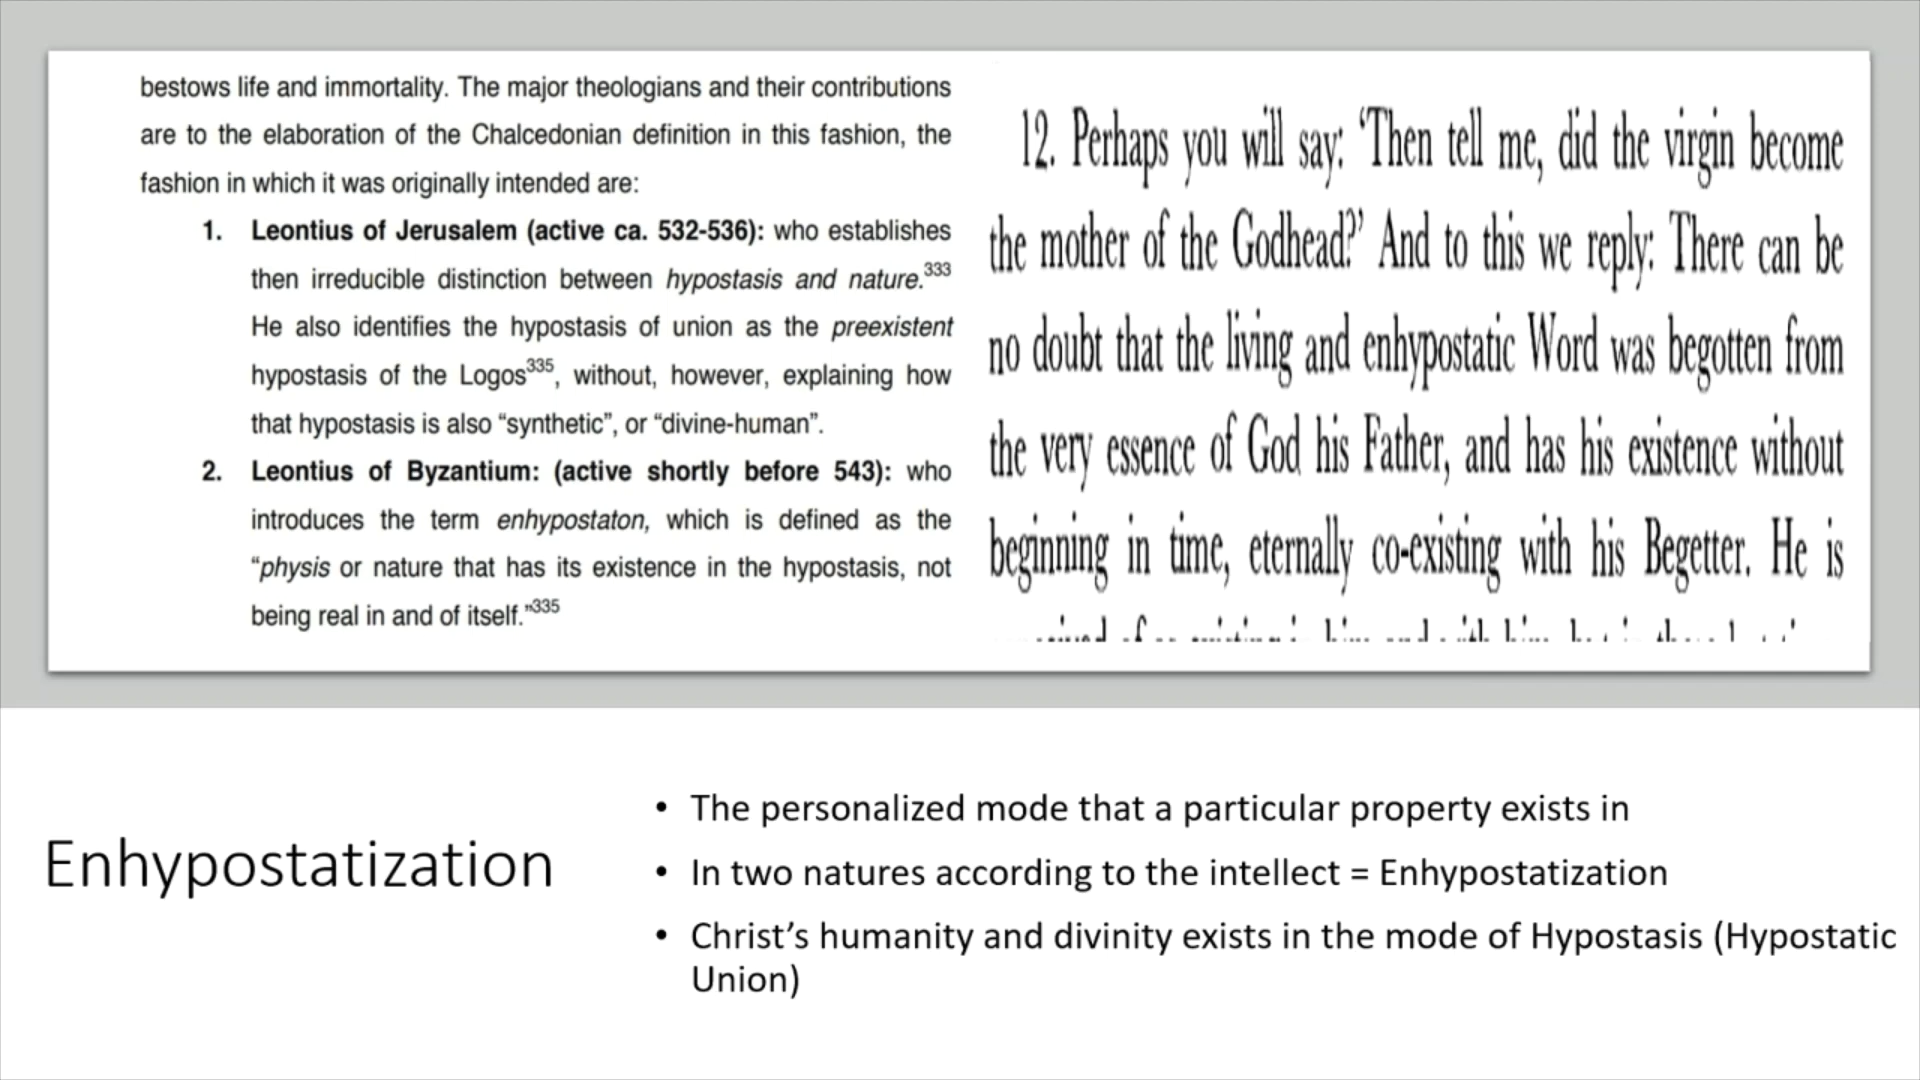 bestows life and immortality. The major theologians and their contributions
are to the elaboration of the Chalcedonian definition in this fashion, the
fashion in which it was originally intended are:
1. Leontius of Jerusalem (active ca. 532-536): who establishes
then irreducible distinction between hypostasis and nature.333
He also identifies the hypostasis of union as the preexistent
hypostasis of the Logos335, without, however, explaining how
that hypostasis is also “synthetic”, or “divine-human”.
2. Leontius of Byzantium: (active shortly before 543): who
introduces the term enhypostaton, which is defined as the
“physis or nature that has its existence in the hypostasis, not
being real in and of itself.”335
12. Perhaps you will say: ‘Then tell me, did the virgin become
the mother of the Godhead?’ And to this we reply: There can be
no doubt that the living and enhypostatic Word was begotten from
the very essence of God his Father, and has his existence without
beginning in time, eternally co-existing with his Begetter. He is
Enhypostatization
• The personalized mode that a particular property exists in
• In two natures according to the intellect = Enhypostatization
• Christ’s humanity and divinity exists in the mode of Hypostasis (Hypostatic
Union)